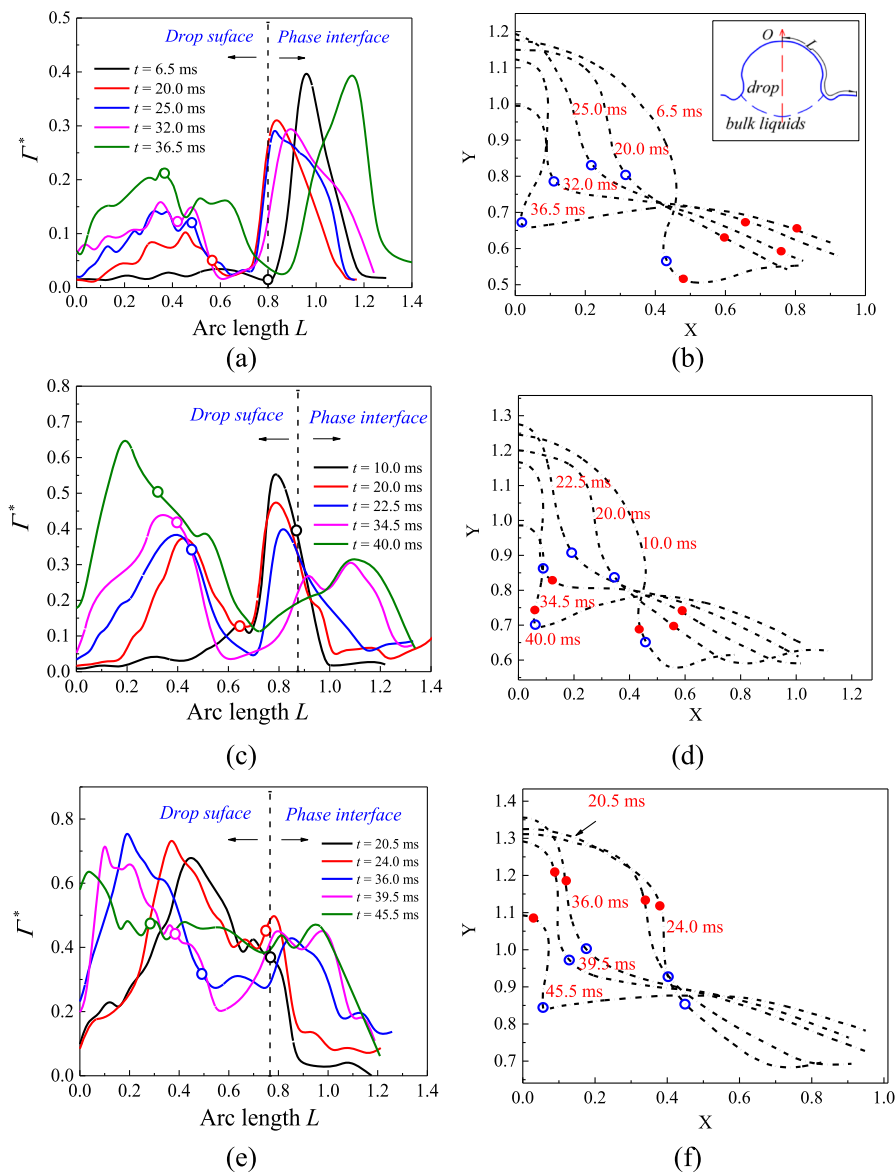 0.5
0.4
0.3
0.2
0.1
0.0
Γ*
Drop suface
Phase interface
t = 6.5 ms
t = 20.0 ms
t = 25.0 ms
t = 32.0 ms
t = 36.5 ms
0.0 0.2 0.4 0.6 0.8 1.0 1.2 1.4
Arc length L
(a)
1.2
1.1
1.0
0.9
0.8
0.7
0.6
0.5
Y
O
L
drop
bulk liquids
25.0 ms
6.5 ms
20.0 ms
32.0 ms
36.5 ms
0.0 0.2 0.4 0.6 0.8 1.0
X
(b)
0.8
0.7
0.6
0.5
0.4
0.3
0.2
0.1
0.0
Γ*
Drop suface
Phase interface
t = 10.0 ms
t = 20.0 ms
t = 22.5 ms
t = 34.5 ms
t = 40.0 ms
0.0 0.2 0.4 0.6 0.8 1.0 1.2 1.4
Arc length L
(c)
1.3
1.2
1.1
1.0
0.9
0.8
0.7
0.6
Y
22.5 ms
20.0 ms
10.0 ms
34.5 ms
40.0 ms
0.0 0.2 0.4 0.6 0.8 1.0 1.2
X
(d)
0.8
0.6
0.4
0.2
0.0
Γ*
Drop suface
Phase interface
t = 20.5 ms
t = 24.0 ms
t = 36.0 ms
t = 39.5 ms
t = 45.5 ms
0.0 0.2 0.4 0.6 0.8 1.0 1.2 1.4
Arc length L
(e)
1.4
1.3
1.2
1.1
1.0
0.9
0.8
0.7
Y
20.5 ms
36.0 ms
24.0 ms
39.5 ms
45.5 ms
0.0 0.2 0.4 0.6 0.8 1.0
X
(f)